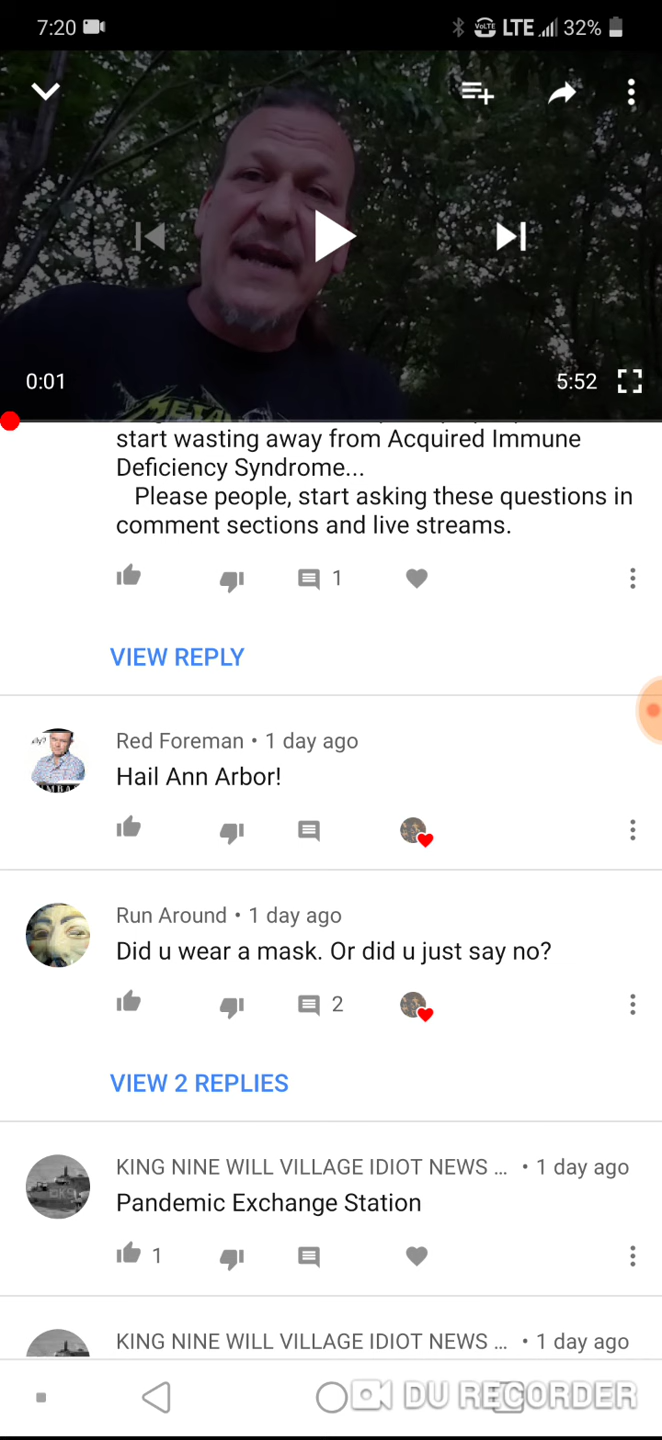 7:20 VoLTE LTE 32%
0:01 5:52
METAL
start wasting away from Acquired Immune
Deficiency Syndrome...
Please people, start asking these questions in
comment sections and live streams.
1
VIEW REPLY
Red Foreman • 1 day ago
Hail Ann Arbor!
Run Around • 1 day ago
Did u wear a mask. Or did u just say no?
2
VIEW 2 REPLIES
KING NINE WILL VILLAGE IDIOT NEWS ... • 1 day ago
Pandemic Exchange Station
1
KING NINE WILL VILLAGE IDIOT NEWS ... • 1 day ago
DU RECORDER